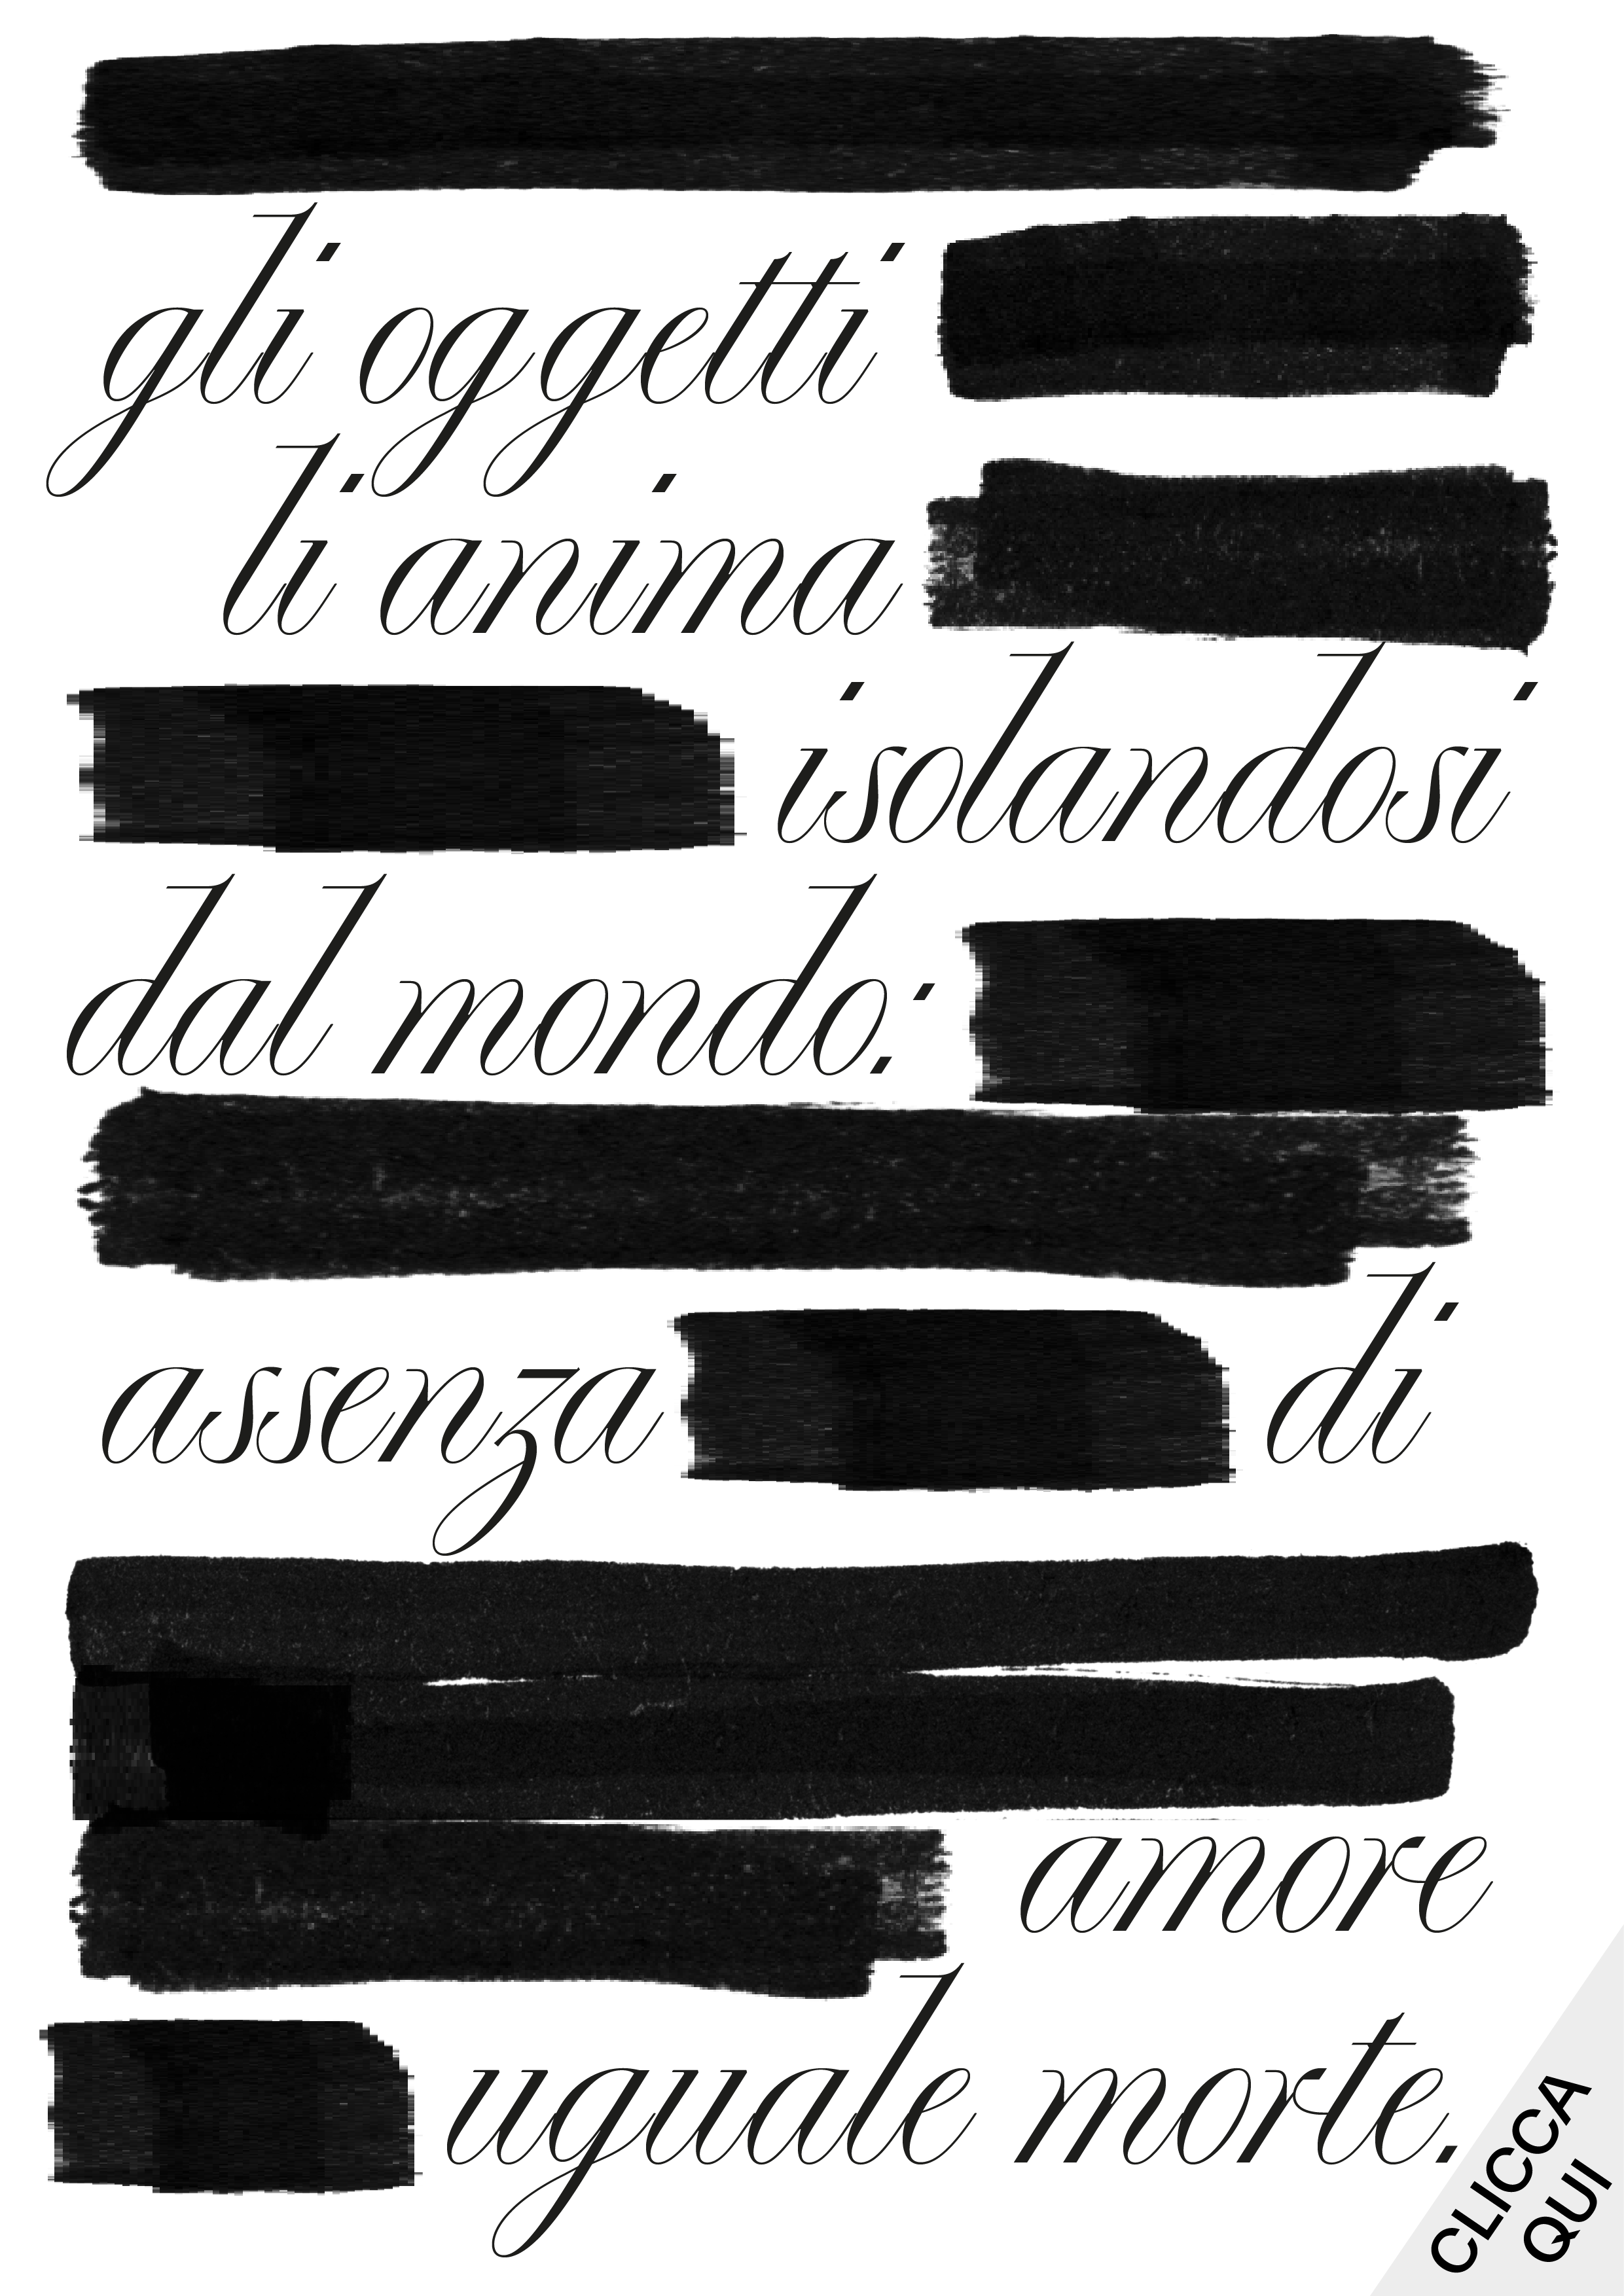 gli oggetti
li anima
isolandosi
dal mondo:
assenza di
amore
uguale morte.
CLICCA
QUI